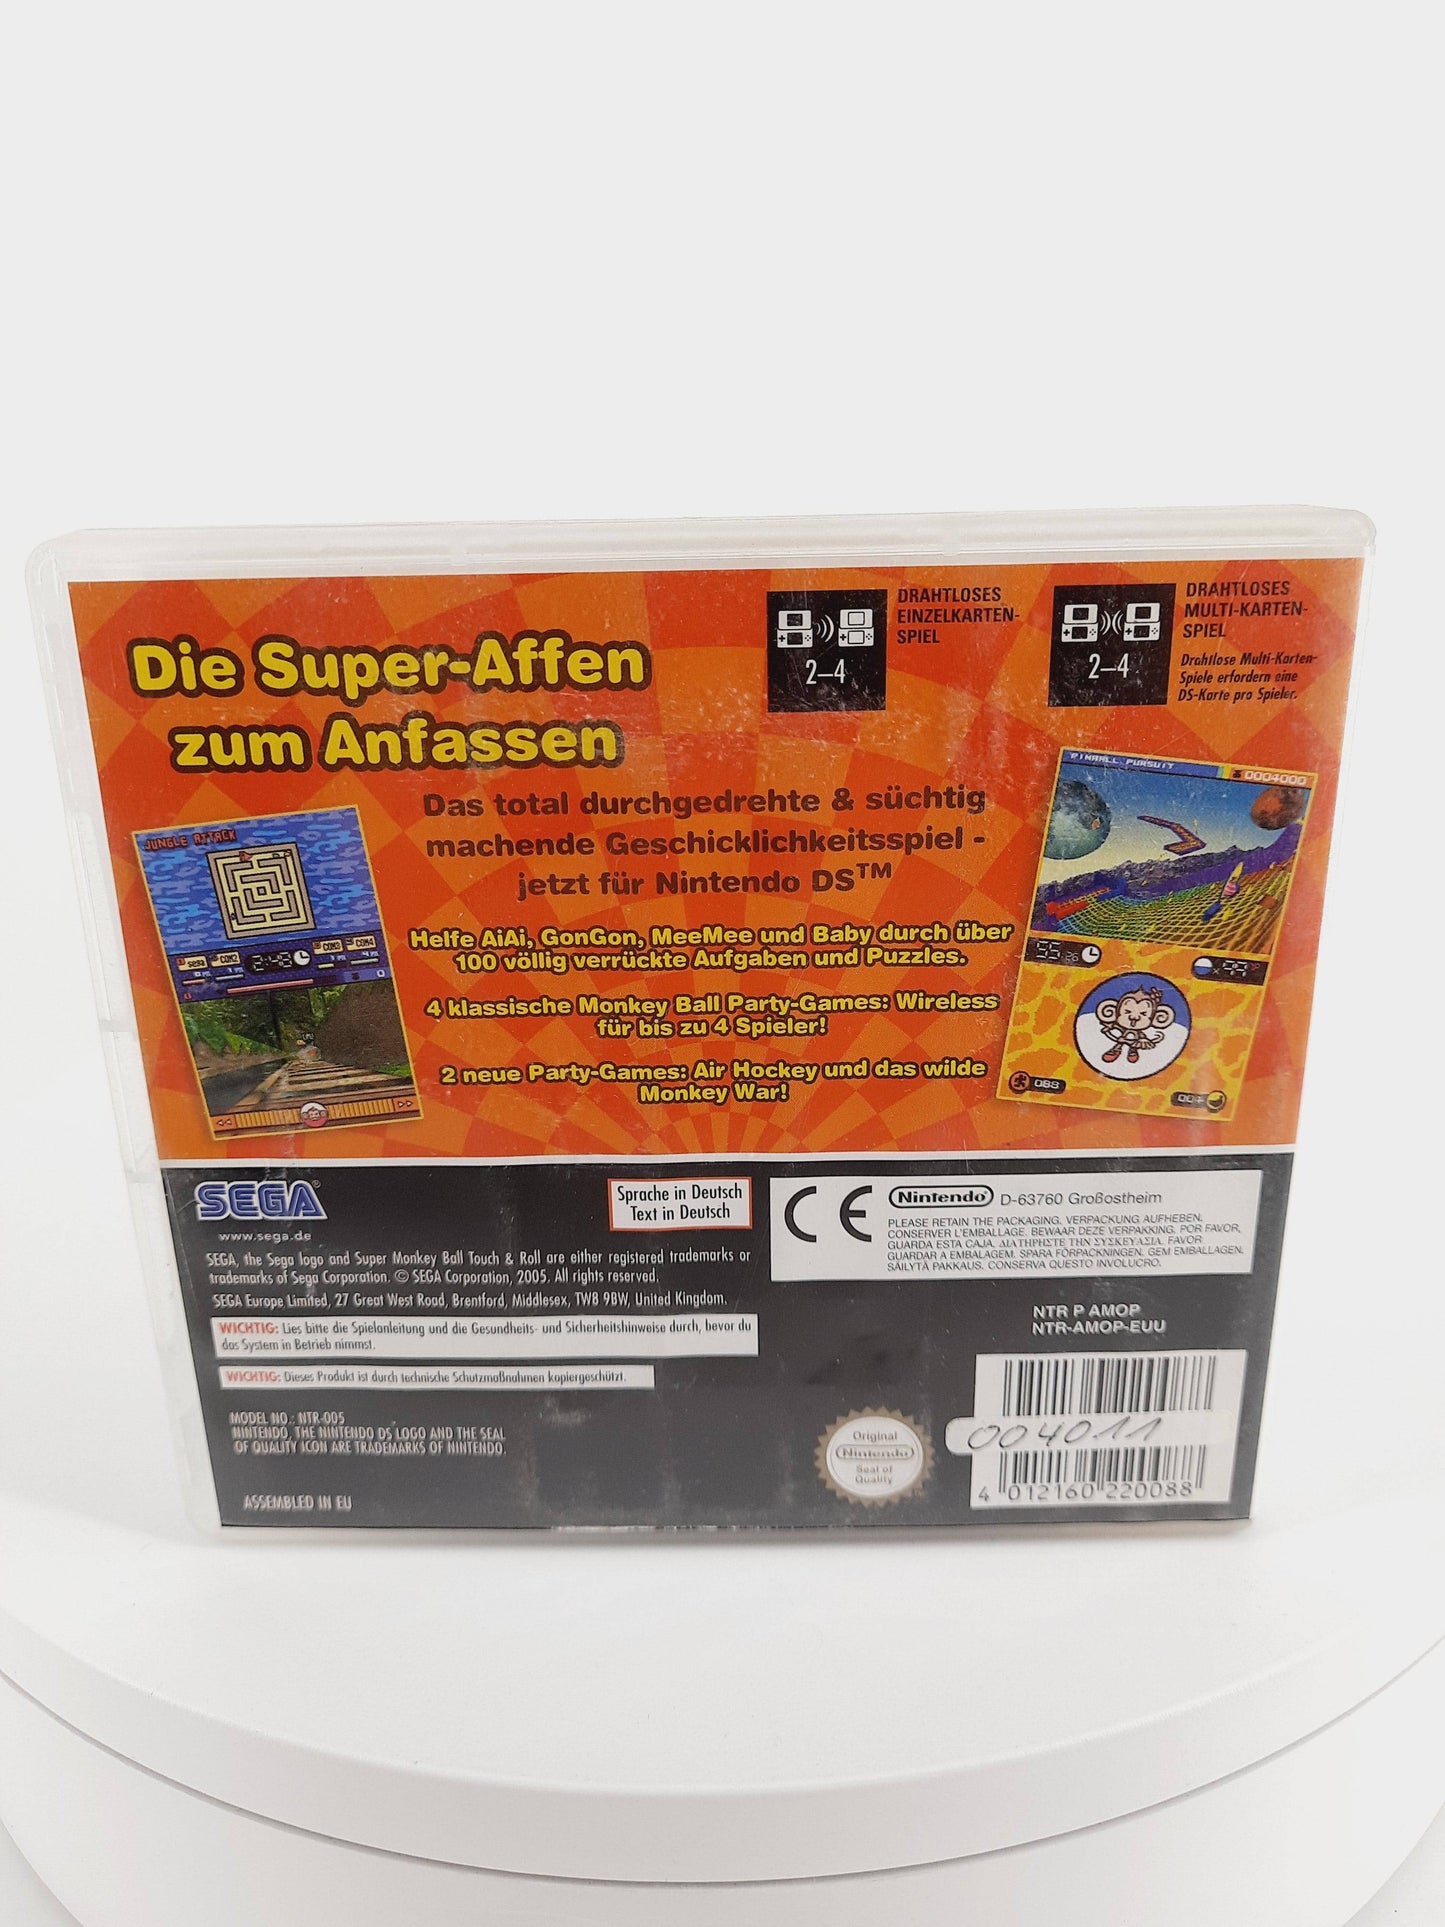 DRAHTLOSES
EINZELKARTEN-
SPIEL
2–4
DRAHTLOSES
MULTI-KARTEN-
SPIEL
2–4
Drahtlose Multi-Karten-
Spiele erfordern eine
DS-Karte pro Spieler.
Die Super-Affen
zum Anfassen
Das total durchgedrehte & süchtig
machende Geschicklichkeitsspiel -
jetzt für Nintendo DS™
JUNGLE ATTACK
sega
COM2
2:48
COM3
COM4
PINBALL PURSUIT
0004000
Helfe AiAi, GonGon, MeeMee und Baby durch über
100 völlig verrückte Aufgaben und Puzzles.
4 klassische Monkey Ball Party-Games: Wireless
für bis zu 4 Spieler!
2 neue Party-Games: Air Hockey und das wilde
Monkey War!
088
004
SEGA®
www.sega.de
Sprache in Deutsch
Text in Deutsch
SEGA, the Sega logo and Super Monkey Ball Touch & Roll are either registered trademarks or
trademarks of Sega Corporation. © SEGA Corporation, 2005. All rights reserved.
SEGA Europe Limited, 27 Great West Road, Brentford, Middlesex, TW8 9BW, United Kingdom.
WICHTIG: Lies bitte die Spielanleitung und die Gesundheits- und Sicherheitshinweise durch, bevor du
das System in Betrieb nimmst.
WICHTIG: Dieses Produkt ist durch technische Schutzmaßnahmen kopiergeschützt.
MODEL NO.: NTR-005
NINTENDO, THE NINTENDO DS LOGO AND THE SEAL
OF QUALITY ICON ARE TRADEMARKS OF NINTENDO.
ASSEMBLED IN EU
CE
Nintendo® D-63760 Großostheim
PLEASE RETAIN THE PACKAGING. VERPACKUNG AUFHEBEN.
CONSERVER L'EMBALLAGE. BEWAAR DEZE VERPAKKING. POR FAVOR,
GUARDA ESTA CAJA. ΔΙΑΤΗΡΗΣΤΕ ΤΗΝ ΣΥΣΚΕΥΑΣΙΑ. FAVOR
GUARDAR A EMBALAGEM. SPARA FÖRPACKNINGEN. GEM EMBALLAGEN.
SÄILYTÄ PAKKAUS. CONSERVA QUESTO INVOLUCRO.
NTR P AMOP
NTR-AMOP-EUU
Original
Nintendo
Seal of
Quality
004011
4 012160 220088